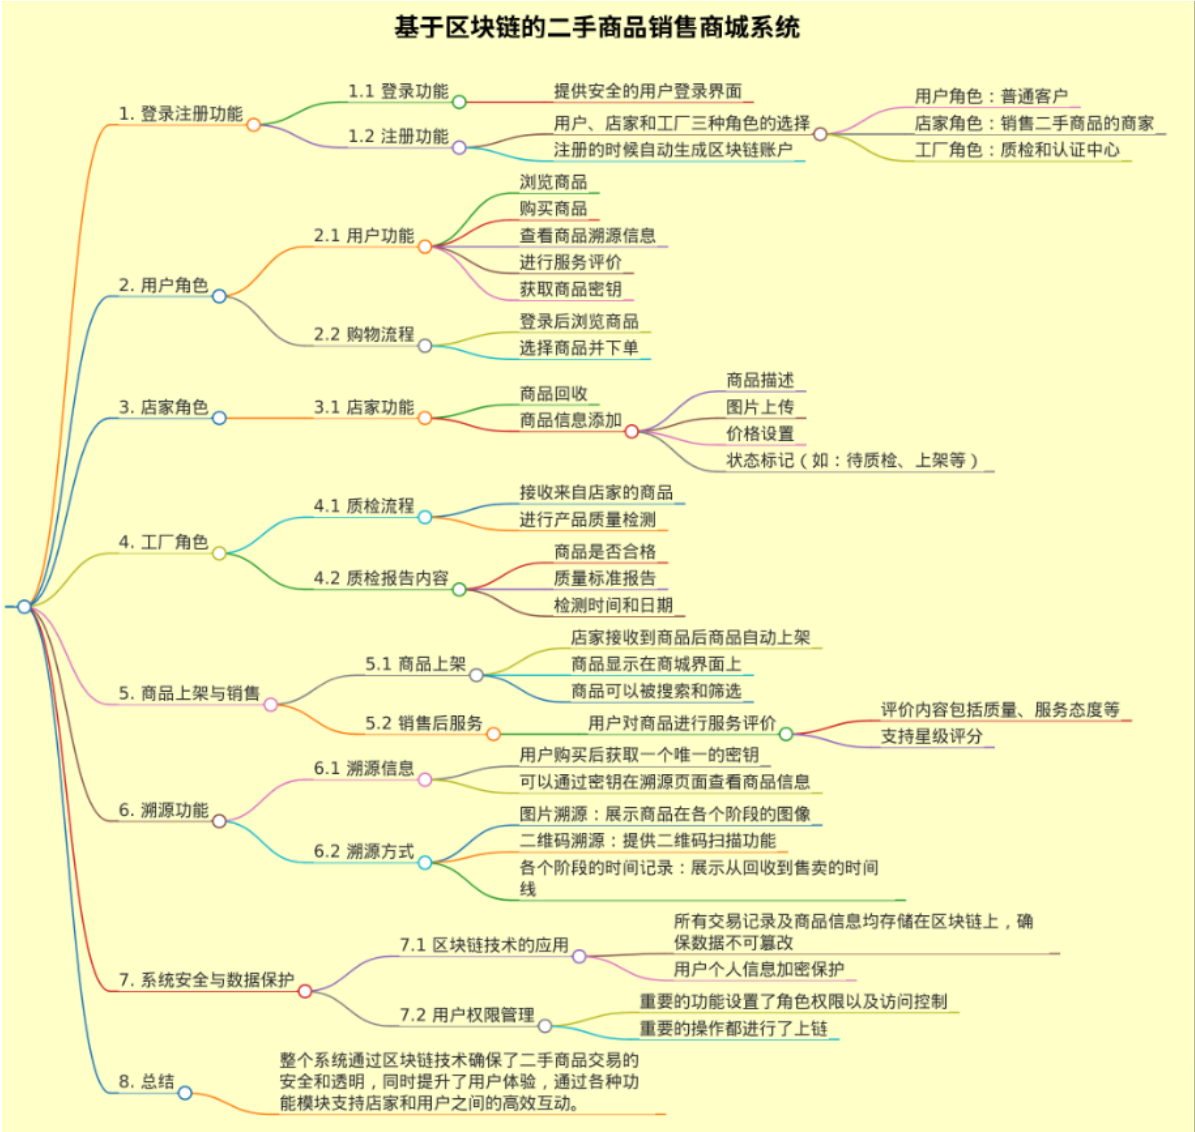 基于区块链的二手商品销售商城系统
1. 登录注册功能
1.1 登录功能
提供安全的用户登录界面
1.2 注册功能
用户、店家和工厂三种角色的选择
用户角色：普通客户
店家角色：销售二手商品的商家
工厂角色：质检和认证中心
注册的时候自动生成区块链账户
2. 用户角色
2.1 用户功能
浏览商品
购买商品
查看商品溯源信息
进行服务评价
获取商品密钥
2.2 购物流程
登录后浏览商品
选择商品并下单
3. 店家角色
3.1 店家功能
商品回收
商品信息添加
商品描述
图片上传
价格设置
状态标记（如：待质检、上架等）
4. 工厂角色
4.1 质检流程
接收来自店家的商品
进行产品质量检测
4.2 质检报告内容
商品是否合格
质量标准报告
检测时间和日期
5. 商品上架与销售
5.1 商品上架
店家接收到商品后商品自动上架
商品显示在商城界面上
商品可以被搜索和筛选
5.2 销售后服务
用户对商品进行服务评价
评价内容包括质量、服务态度等
支持星级评分
6. 溯源功能
6.1 溯源信息
用户购买后获取一个唯一的密钥
可以通过密钥在溯源页面查看商品信息
6.2 溯源方式
图片溯源：展示商品在各个阶段的图像
二维码溯源：提供二维码扫描功能
各个阶段的时间记录：展示从回收到售卖的时间
线
7. 系统安全与数据保护
7.1 区块链技术的应用
所有交易记录及商品信息均存储在区块链上，确
保数据不可篡改
用户个人信息加密保护
7.2 用户权限管理
重要的功能设置了角色权限以及访问控制
重要的操作都进行了上链
8. 总结
整个系统通过区块链技术确保了二手商品交易的
安全和透明，同时提升了用户体验，通过各种功
能模块支持店家和用户之间的高效互动。